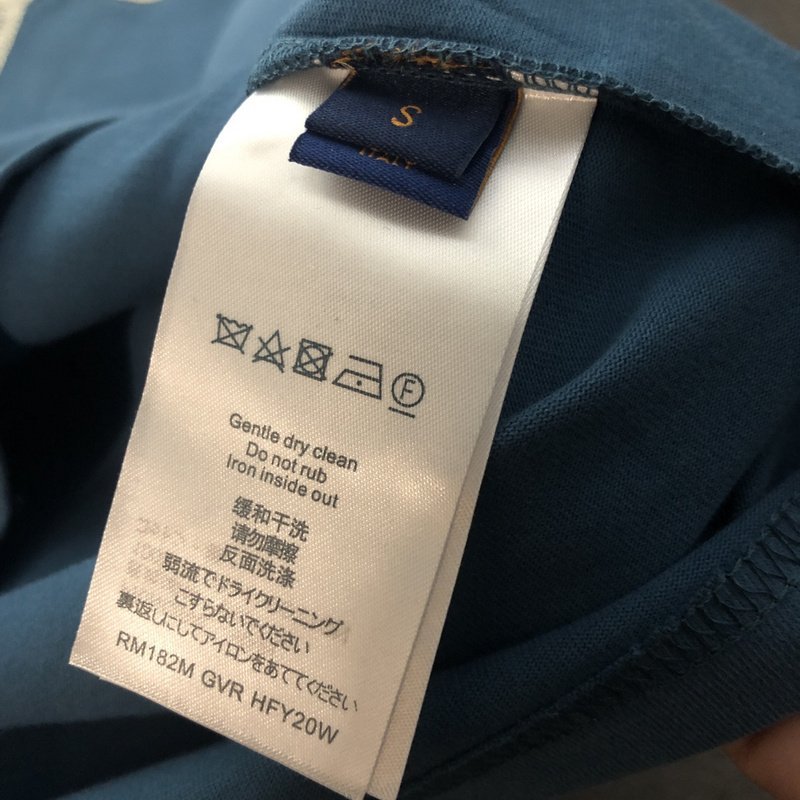 S
ITALY
F
Gentle dry clean
Do not rub
Iron inside out
缓和干洗
请勿摩擦
反面洗涤
弱流でドライクリーニング
こすらないでください
裏返しにしてアイロンをあててください
RM182M GVR HFY20W